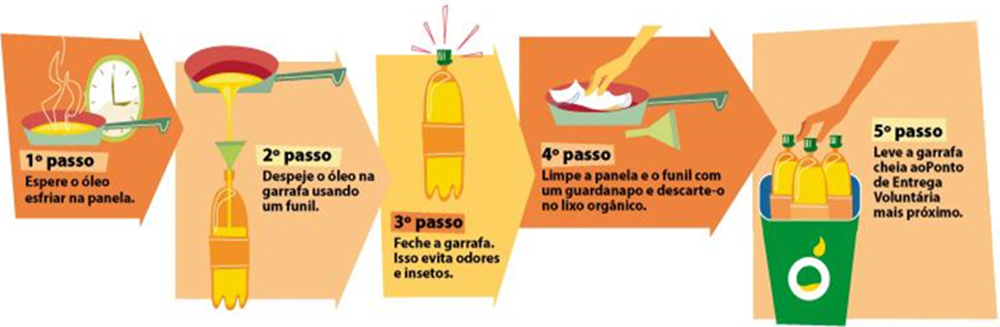 1º passo
Espere o óleo
esfriar na panela.
2º passo
Despeje o óleo na
garrafa usando
um funil.
3º passo
Feche a garrafa.
Isso evita odores
e insetos.
4º passo
Limpe a panela e o funil com
um guardanapo e descarte-o
no lixo orgânico.
5º passo
Leve a garrafa
cheia aoPonto
de Entrega
Voluntária
mais próximo.